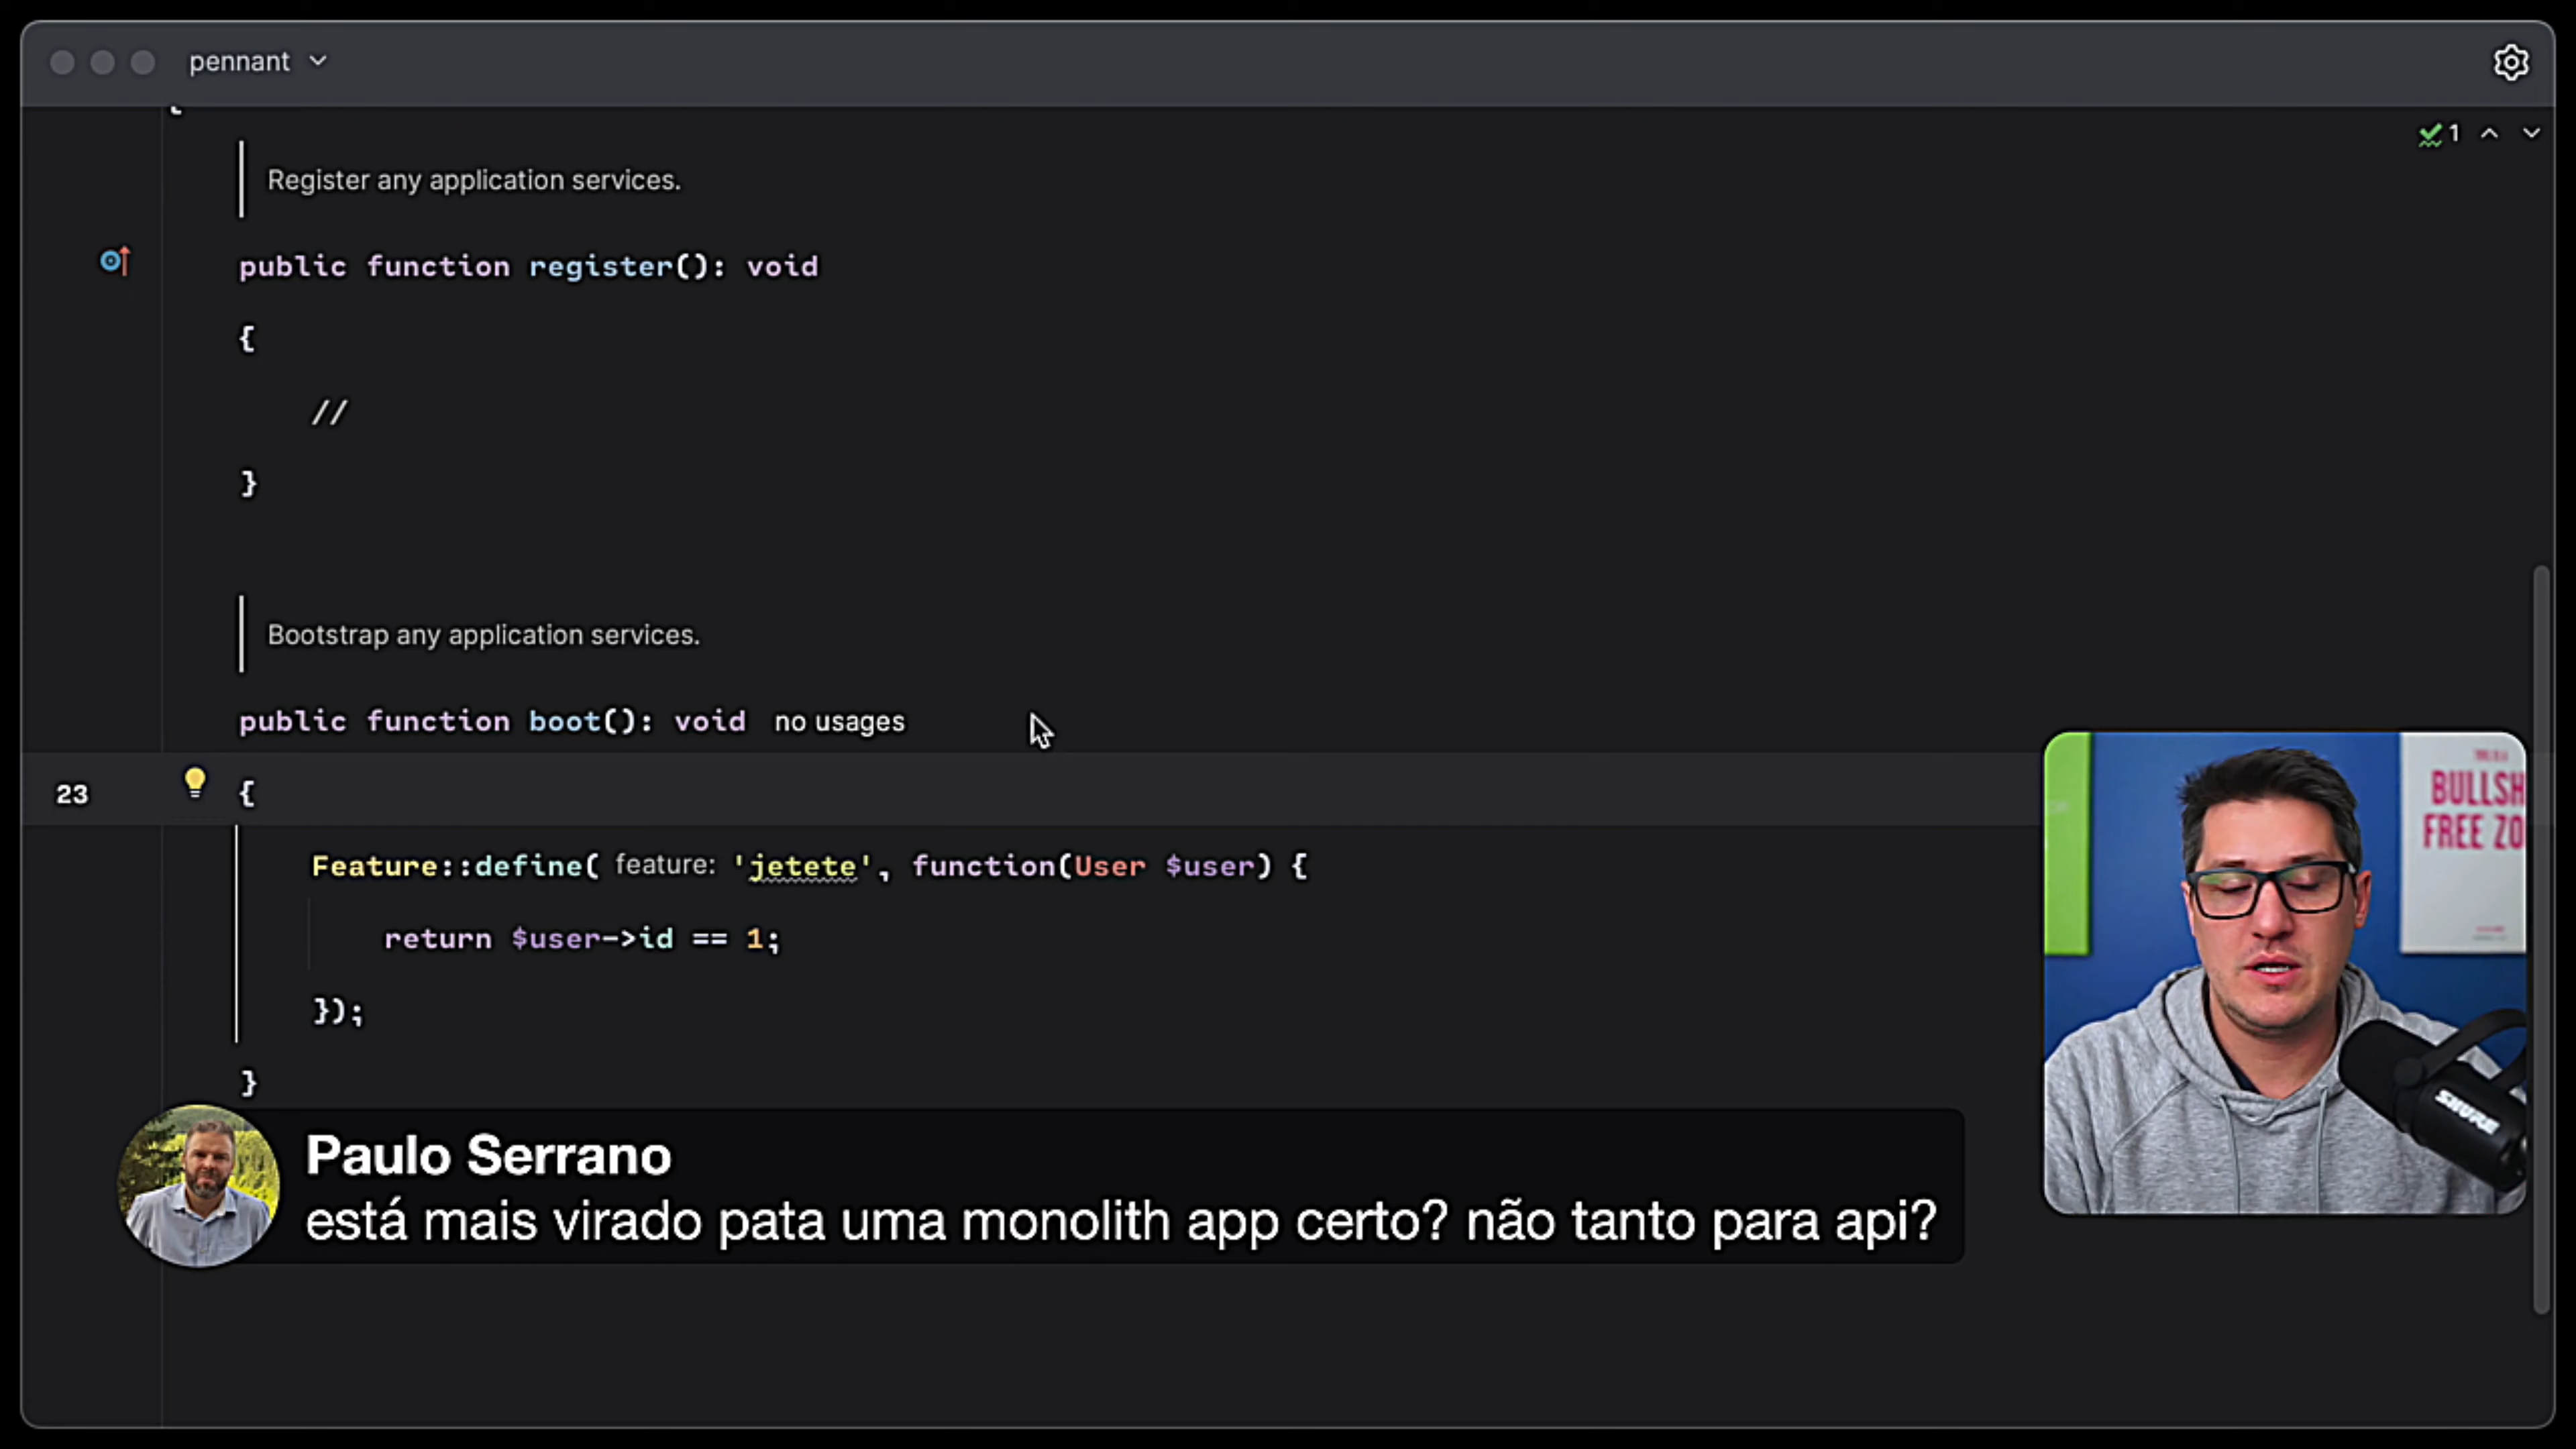 pennant
1
{
Register any application services.
public function register(): void
{
//
}
Bootstrap any application services.
public function boot(): void no usages
23 {
Feature::define( feature: 'jetete', function(User $user) {
return $user->id == 1;
});
}
BULLSH
FREE ZO
SHURE
Paulo Serrano
está mais virado pata uma monolith app certo? não tanto para api?